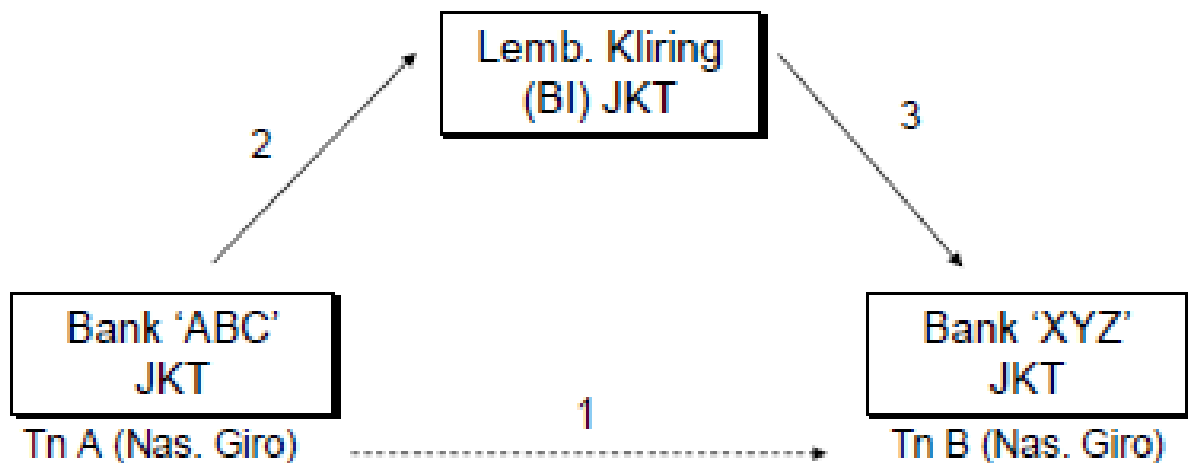 Lemb. Kliring
(BI) JKT
2
3
Bank ‘ABC’
JKT
Bank ‘XYZ’
JKT
1
Tn A (Nas. Giro)
Tn B (Nas. Giro)